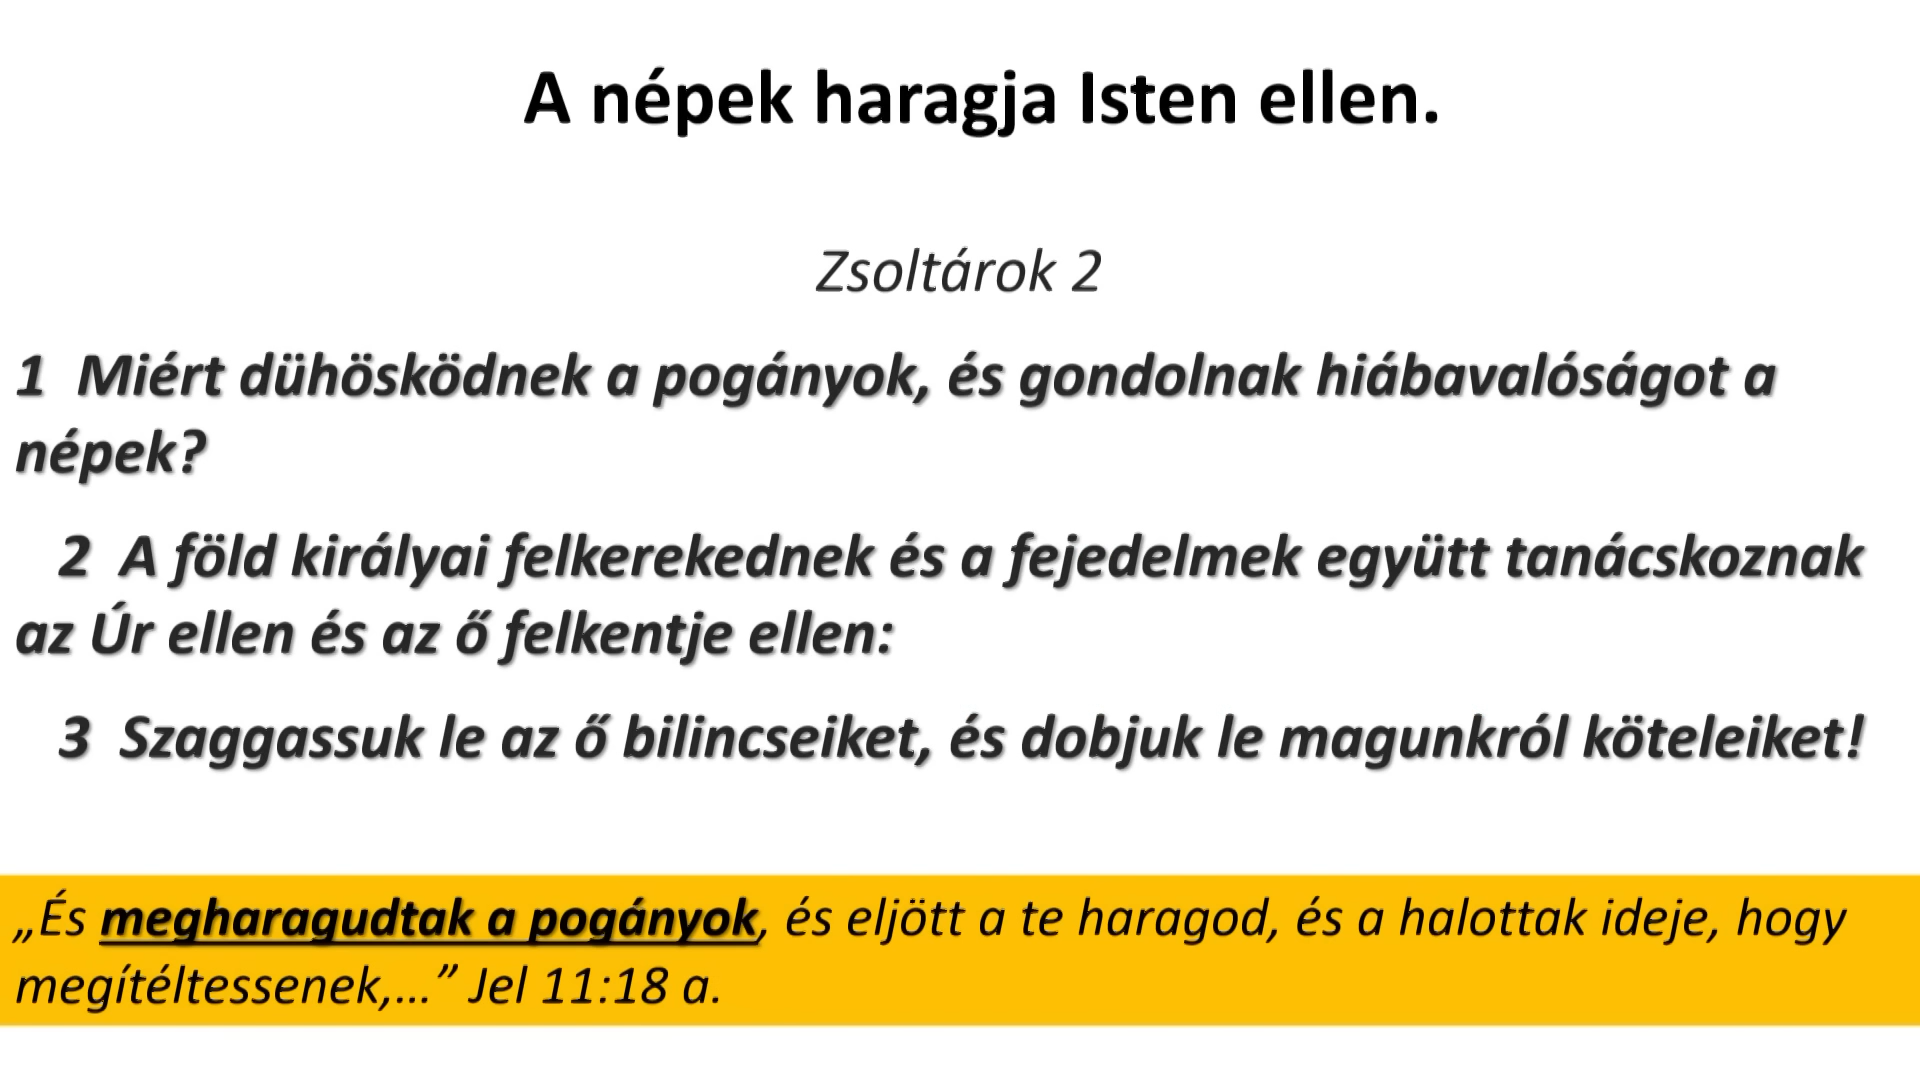 A népek haragja Isten ellen.
Zsoltárok 2
1  Miért dühösködnek a pogányok, és gondolnak hiábavalóságot a
népek?
2  A föld királyai felkerekednek és a fejedelmek együtt tanácskoznak
az Úr ellen és az ő felkentje ellen:
3  Szaggassuk le az ő bilincseiket, és dobjuk le magunkról köteleiket!
„És megharagudtak a pogányok, és eljött a te haragod, és a halottak ideje, hogy
megítéltessenek,…” Jel 11:18 a.